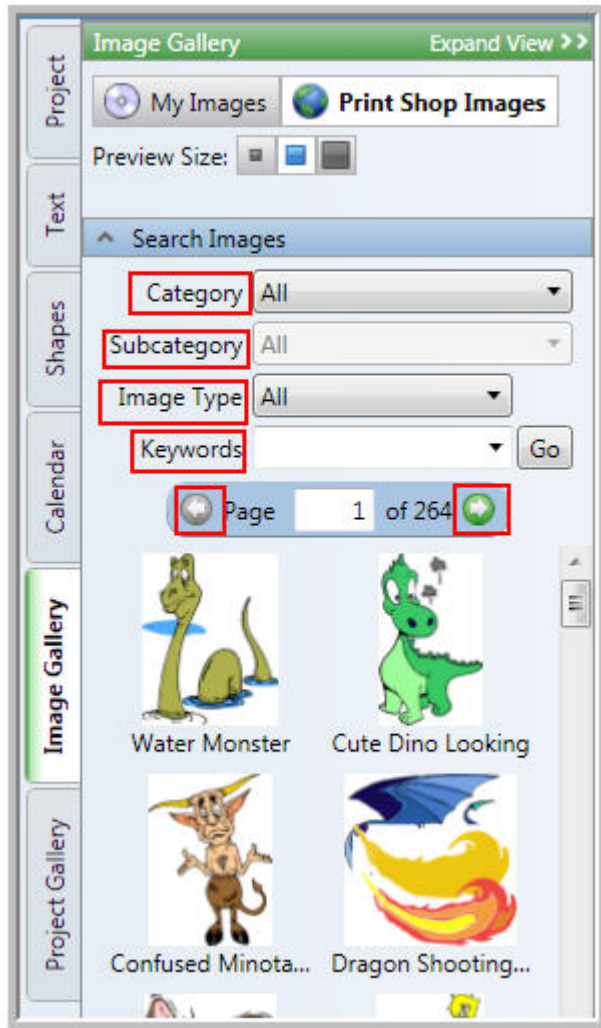 Project
Text
Shapes
Calendar
Image Gallery
Project Gallery
Image Gallery Expand View >>
My Images Print Shop Images
Preview Size:
Search Images
Category All
Subcategory All
Image Type All
Keywords Go
Page 1 of 264
Water Monster Cute Dino Looking
Confused Minota... Dragon Shooting...